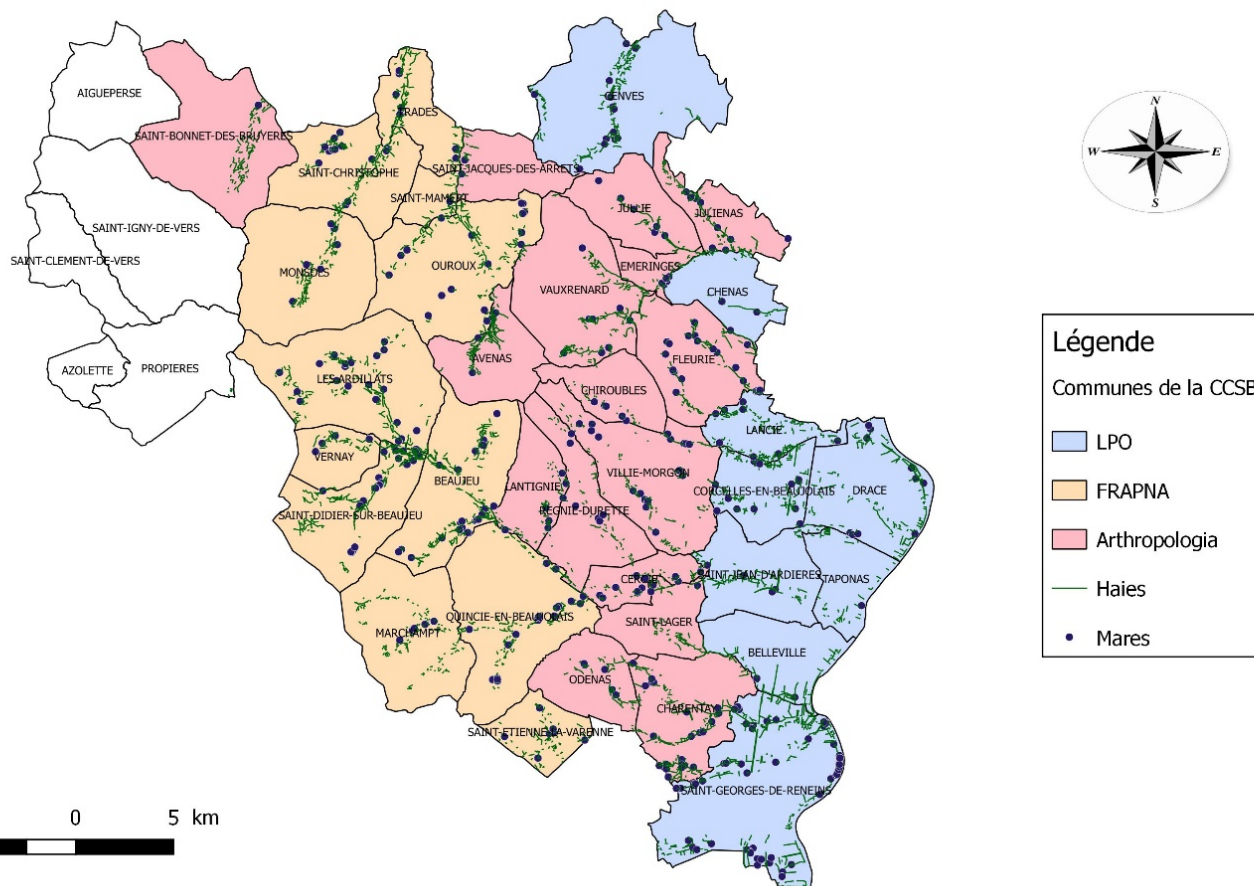 AIGUEPERSE
SAINT-BONNET-DES-BRUYERES
TRADES
CENVES
SAINT-CHRISTOPHE
SAINT-JACQUES-DES-ARRETS
SAINT-MAMERT
JULLIE
JULIENAS
SAINT-IGNY-DE-VERS
SAINT-CLEMENT-DE-VERS
MONSOLS
OUROUX
EMERINGES
VAUXRENARD
CHENAS
AZOLETTE
PROPIERES
AVENAS
FLEURIE
LES ARDILLATS
CHIROUBLES
LANCIE
VERNAY
BEAUJEU
LANTIGNIE
VILLIE-MORGON
CORCELLES-EN-BEAUJOLAIS
DRACE
SAINT-DIDIER-SUR-BEAUJEU
REGNIE-DURETTE
CERCIE
SAINT-JEAN-D'ARDIERES
TAPONAS
QUINCIE-EN-BEAUJOLAIS
SAINT-LAGER
MARCHAMPT
BELLEVILLE
ODENAS
CHARENTAY
SAINT-ETIENNE-LA-VARENNE
SAINT-GEORGES-DE-RENEINS
N
W E
S
Légende
Communes de la CCSB
LPO
FRAPNA
Arthropologia
Haies
Mares
0 5 km